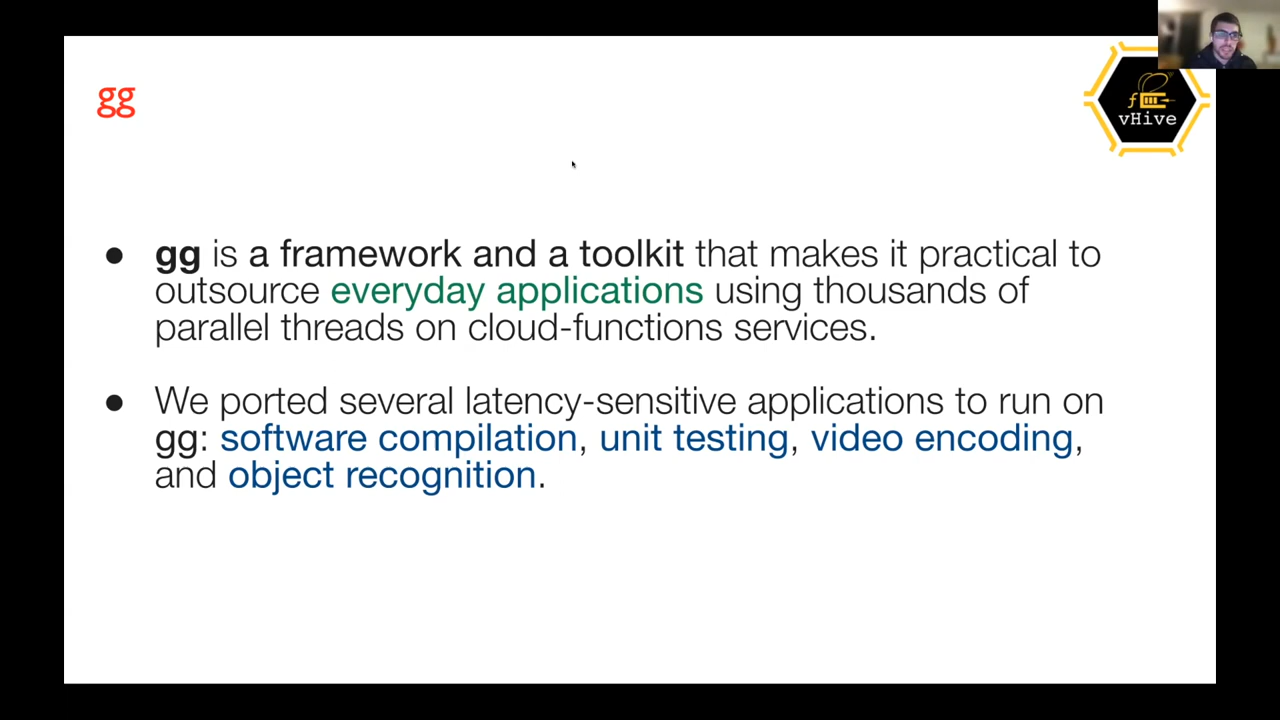 gg
f
vHive
● gg is a framework and a toolkit that makes it practical to
outsource everyday applications using thousands of
parallel threads on cloud-functions services.
● We ported several latency-sensitive applications to run on
gg: software compilation, unit testing, video encoding,
and object recognition.